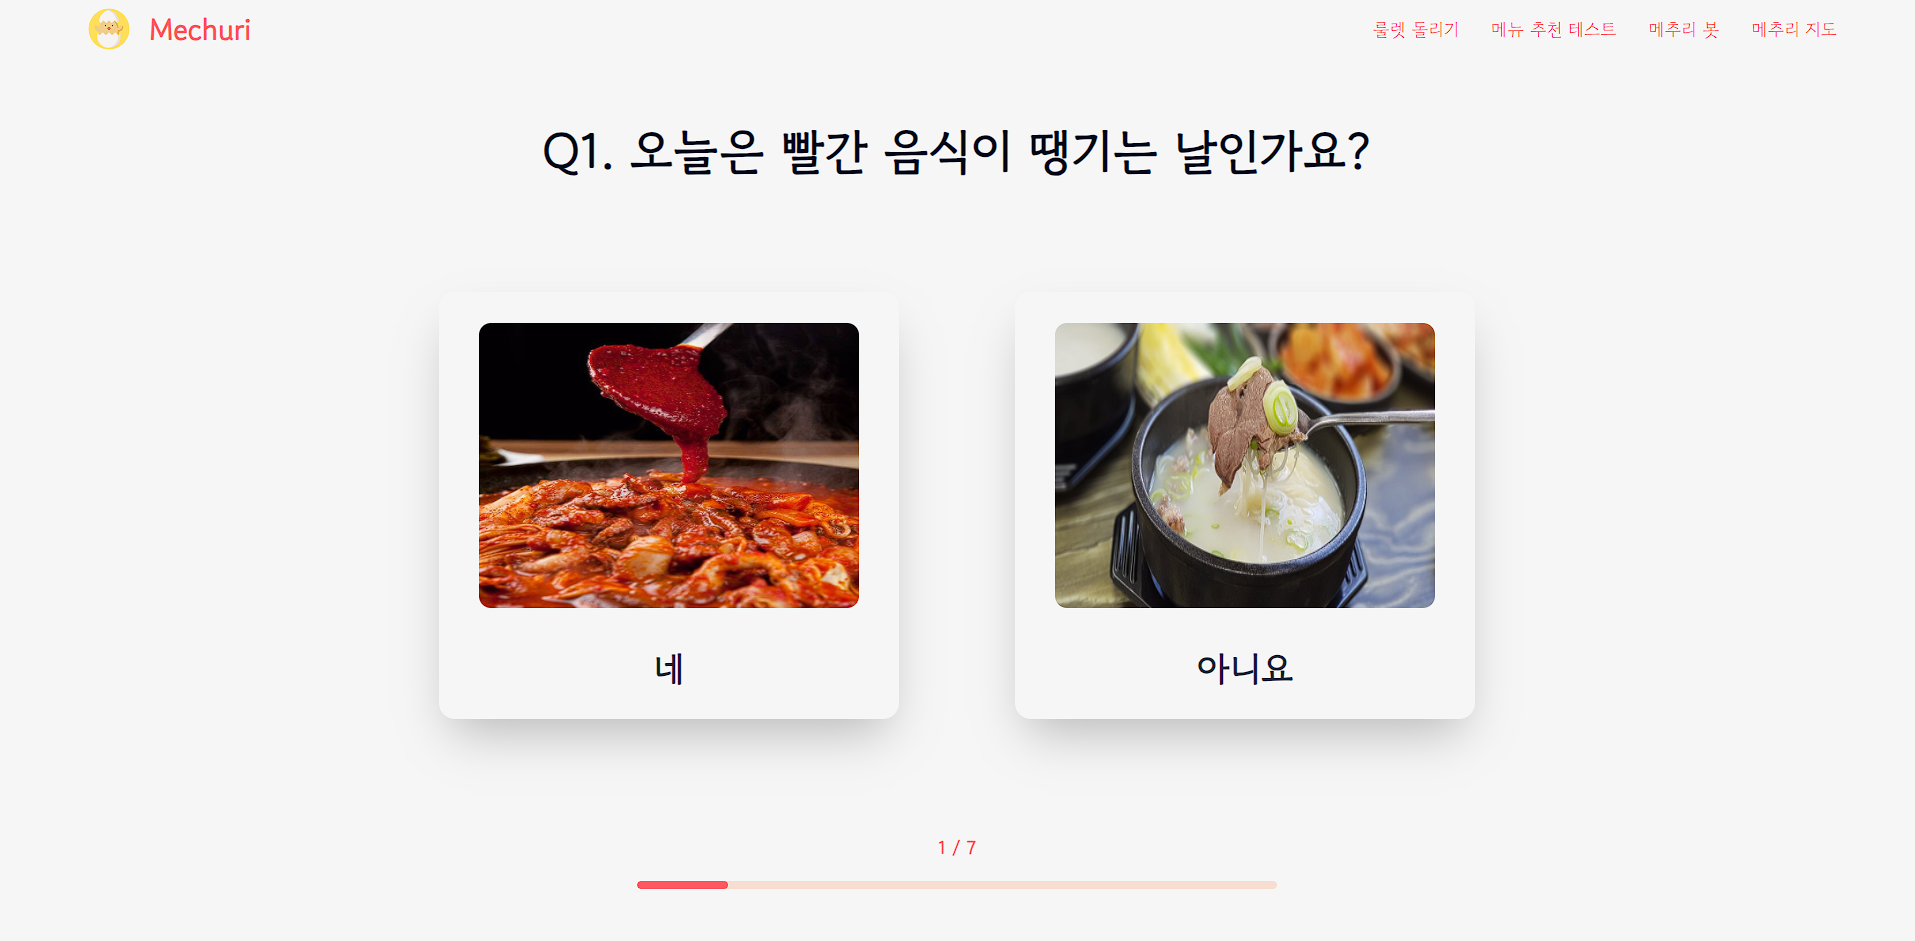 Mechuri
룰렛 돌리기
메뉴 추천 테스트
메추리 봇
메추리 지도
Q1. 오늘은 빨간 음식이 땡기는 날인가요?
네
아니요
1 / 7